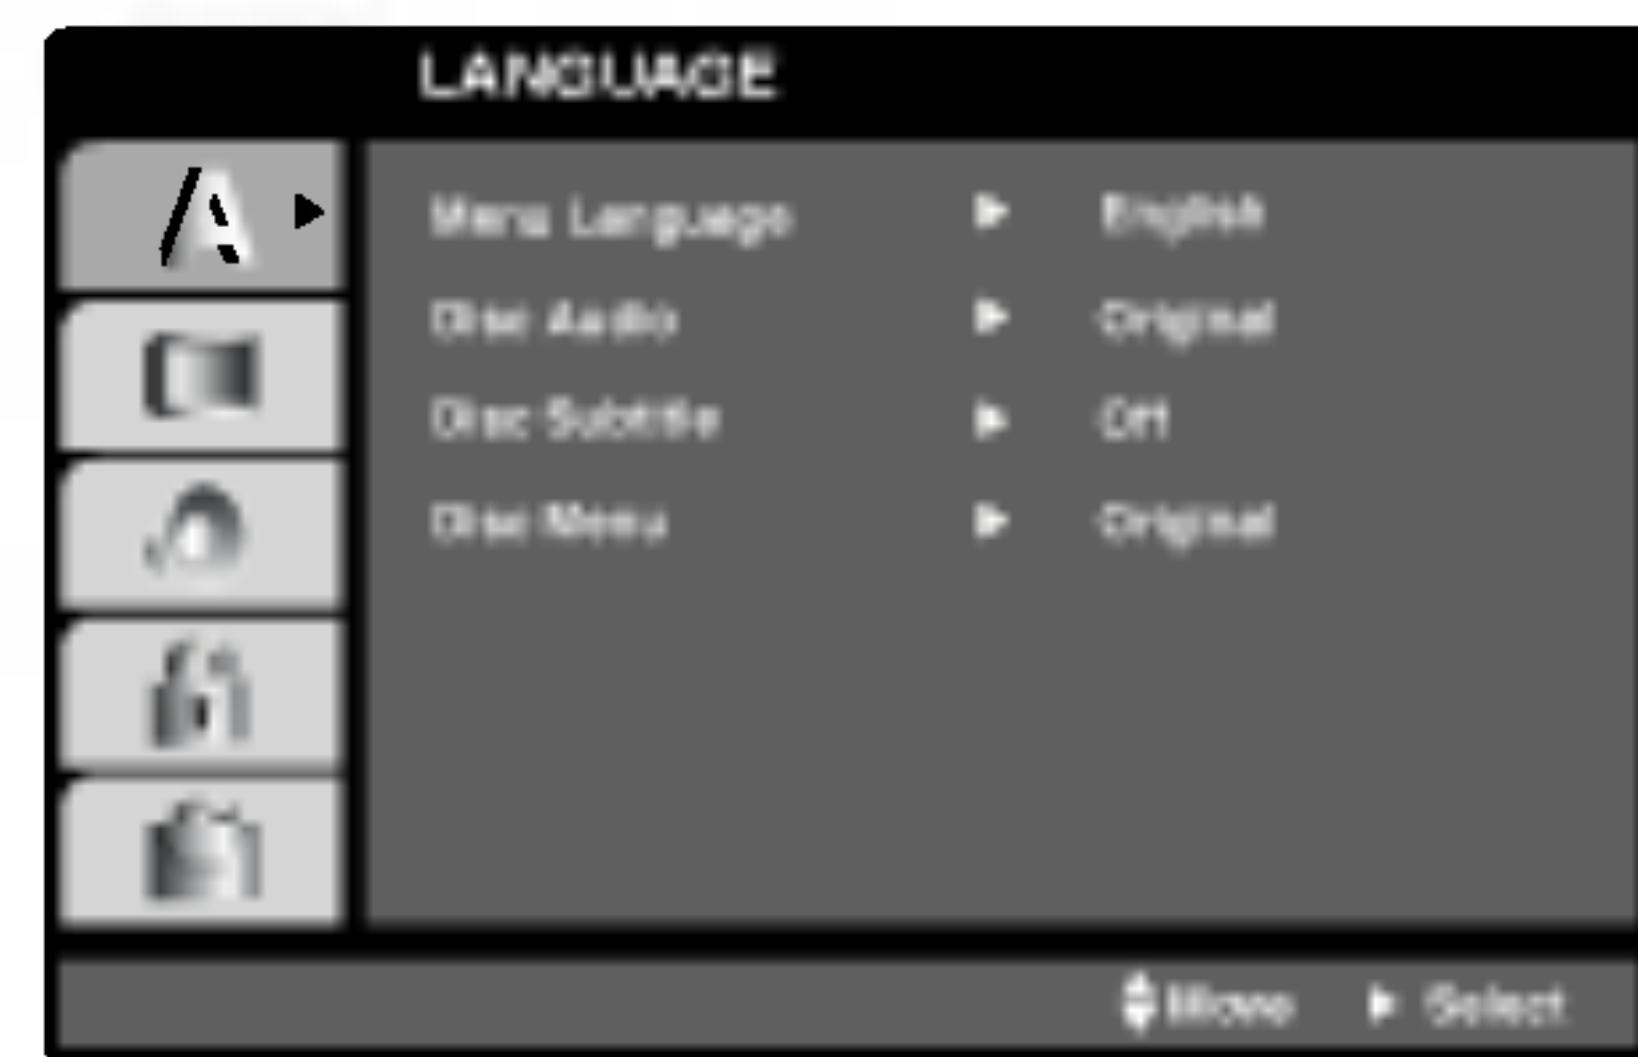 LANGUAGE
Menu Language ► English
Disc Audio ► Original
Disc Subtitle ► Off
Disc Menu ► Original
Move ► Select